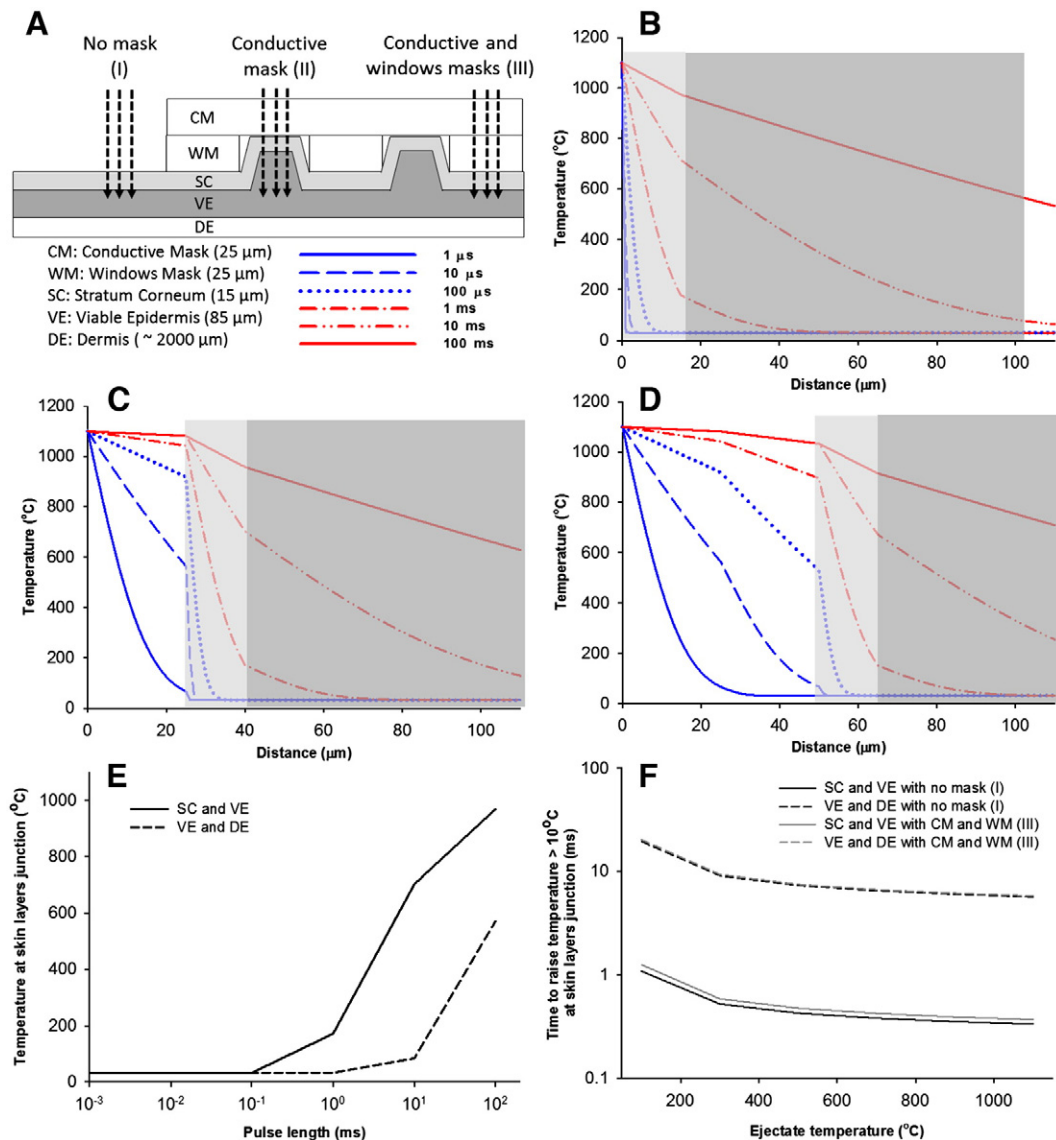 A
No mask
(I)
Conductive
mask (II)
Conductive and
windows masks (III)
CM
WM
SC
VE
DE
CM: Conductive Mask (25 μm)
WM: Windows Mask (25 μm)
SC: Stratum Corneum (15 μm)
VE: Viable Epidermis (85 μm)
DE: Dermis ( ~ 2000 μm)
1 μs
10 μs
100 μs
1 ms
10 ms
100 ms
B
Temperature (°C)
1200
1000
800
600
400
200
0
0 20 40 60 80 100
Distance (μm)
C
Temperature (°C)
1200
1000
800
600
400
200
0
0 20 40 60 80 100
Distance (μm)
D
Temperature (°C)
1200
1000
800
600
400
200
0
0 20 40 60 80 100
Distance (μm)
E
Temperature at skin layers junction (°C)
1000
800
600
400
200
0
SC and VE
VE and DE
10-3 10-2 10-1 100 101 102
Pulse length (ms)
F
Time to raise temperature > 10°C
at skin layers junction (ms)
100
10
1
0.1
SC and VE with no mask (I)
VE and DE with no mask (I)
SC and VE with CM and WM (III)
VE and DE with CM and WM (III)
200 400 600 800 1000
Ejectate temperature (°C)